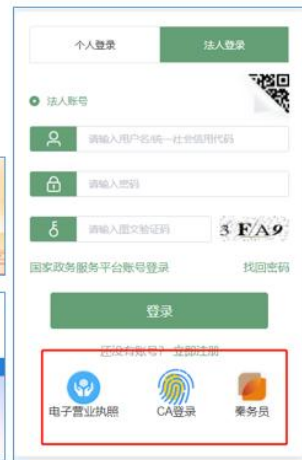 个人登录
法人登录
法人账号
请输入用户名/统一社会信用代码
请输入密码
请输入图文验证码
3 F/A9
国家政务服务平台账号登录
找回密码
登录
还没有账号? 立即注册
电子营业执照
CA登录
秦务员